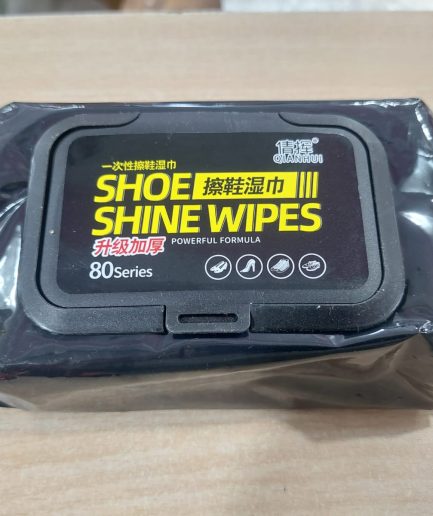 倩挥®
QIANHUI
一次性擦鞋湿巾
SHOE 擦鞋湿巾
SHINE WIPES
升级加厚 POWERFUL FORMULA
80Series